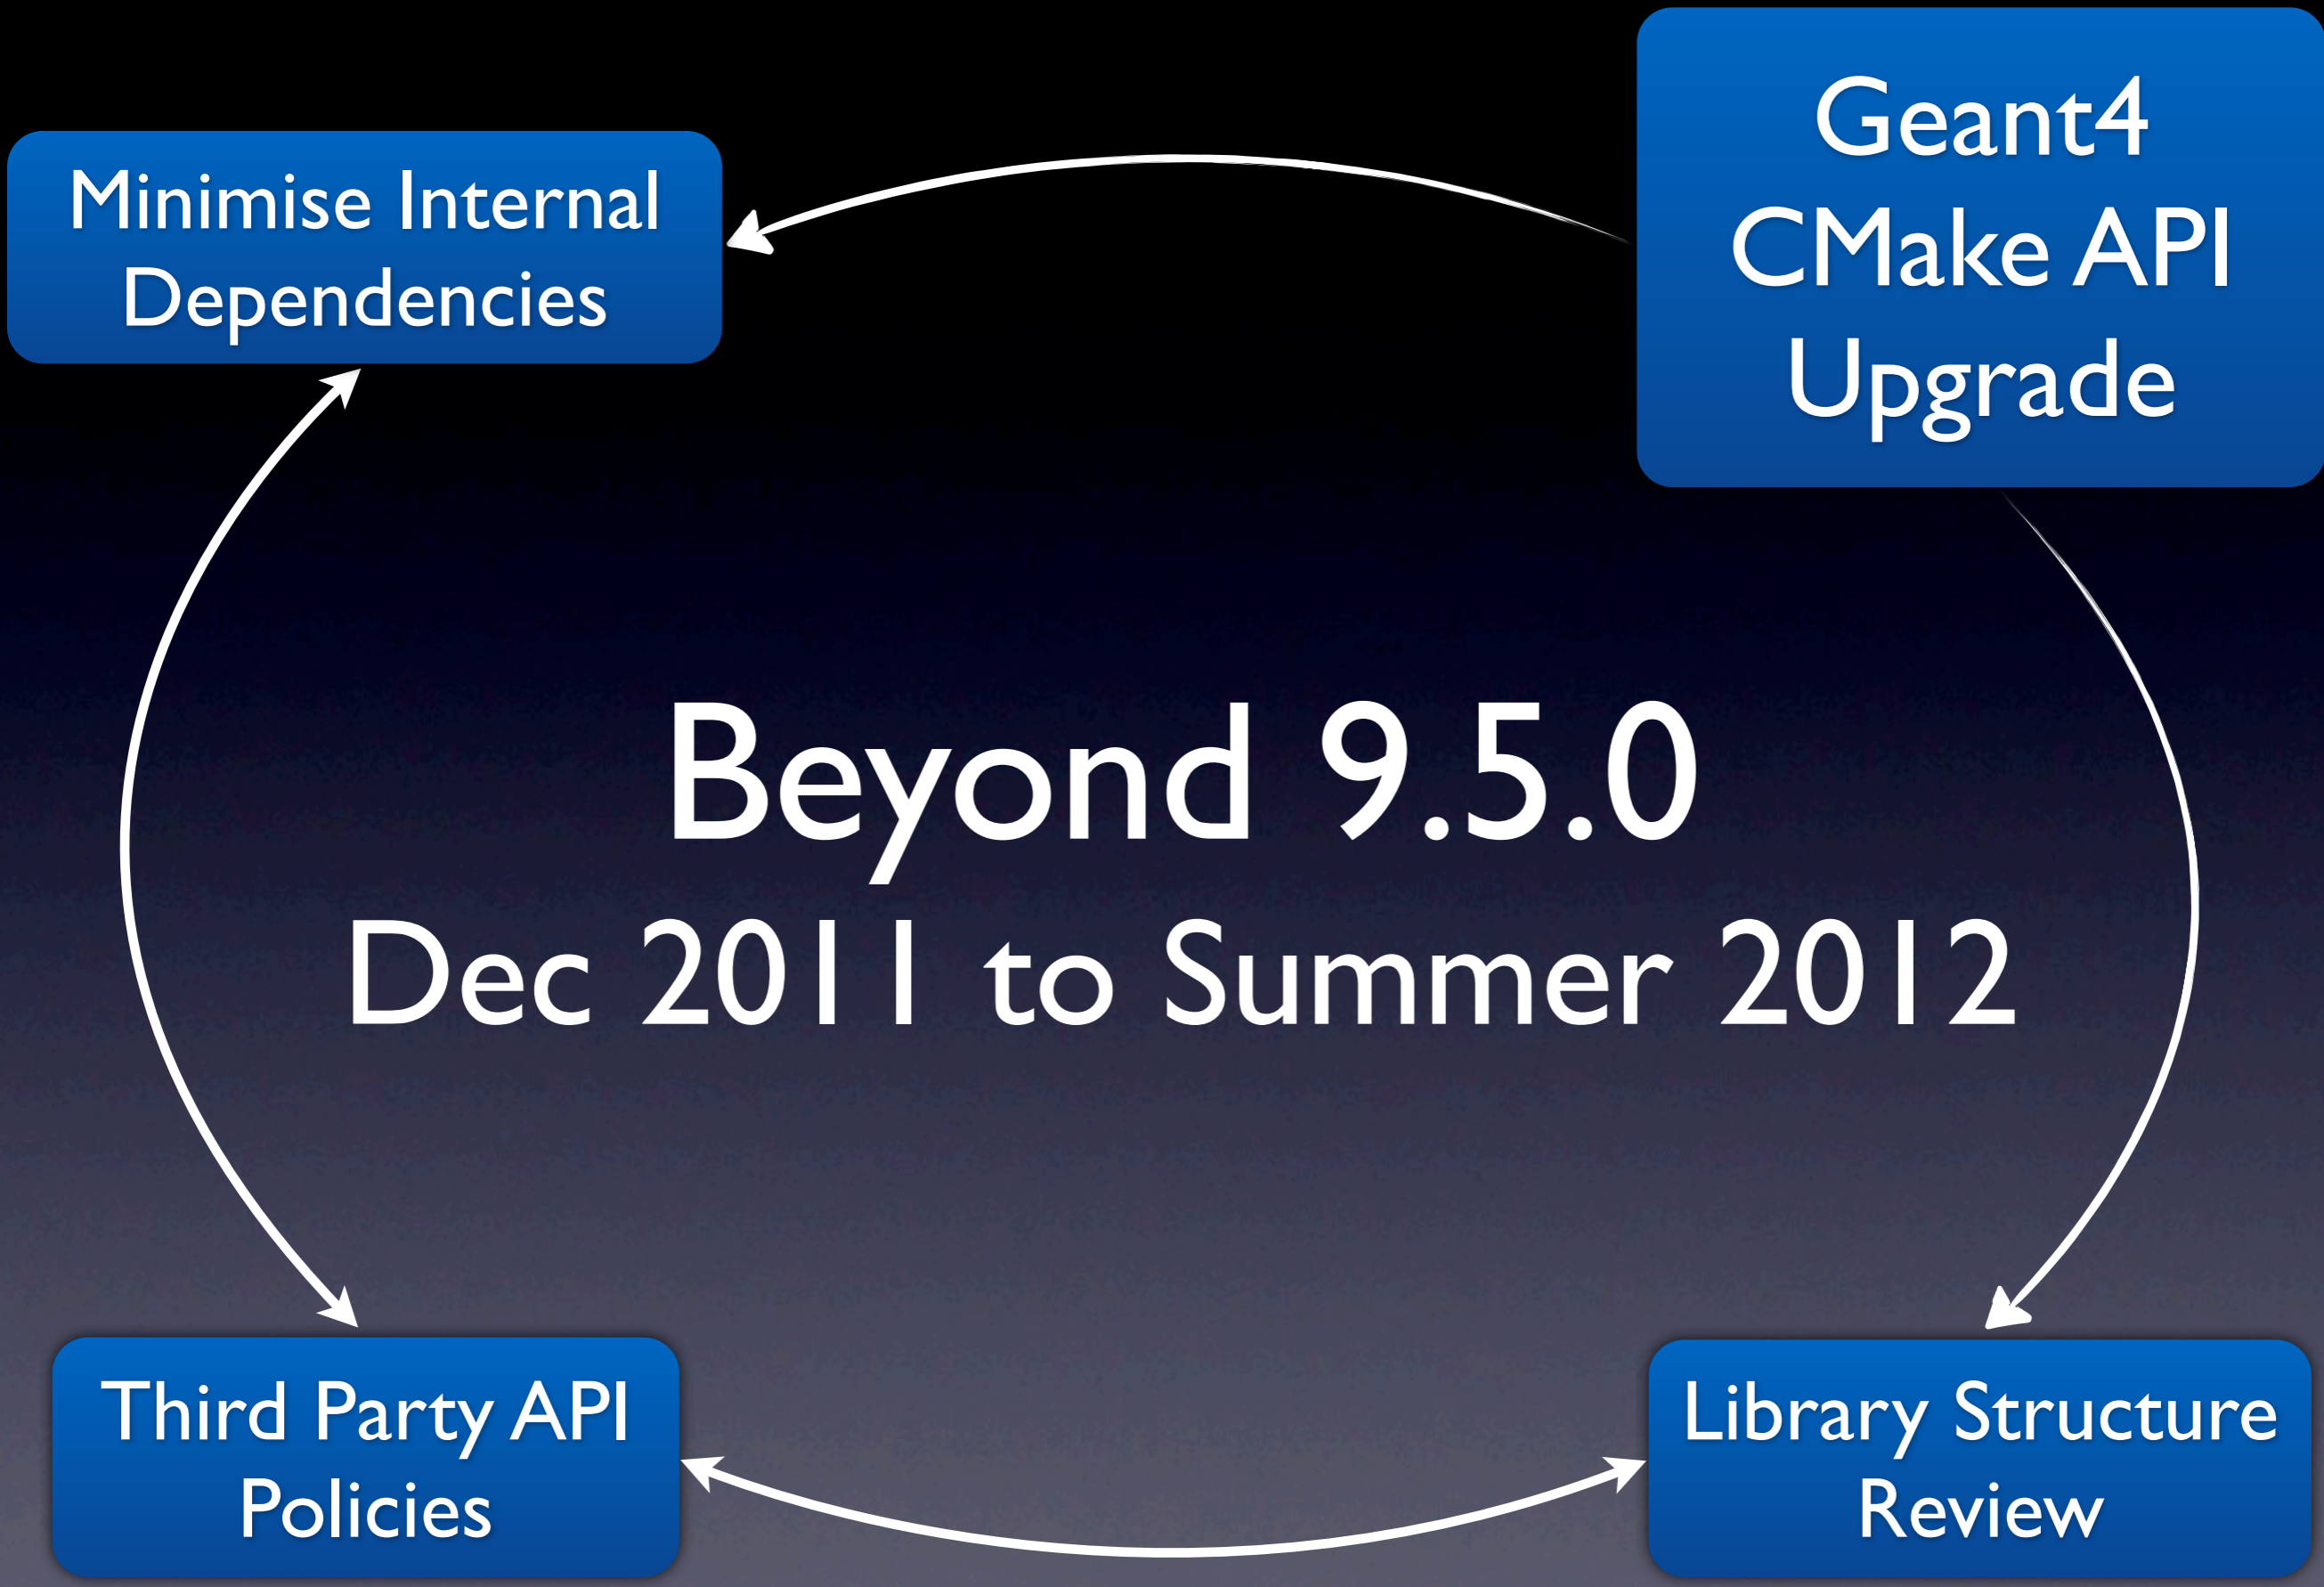 Geant4
CMake API
Upgrade
Minimise Internal
Dependencies
Beyond 9.5.0
Dec 2011 to Summer 2012
Third Party API
Policies
Library Structure
Review